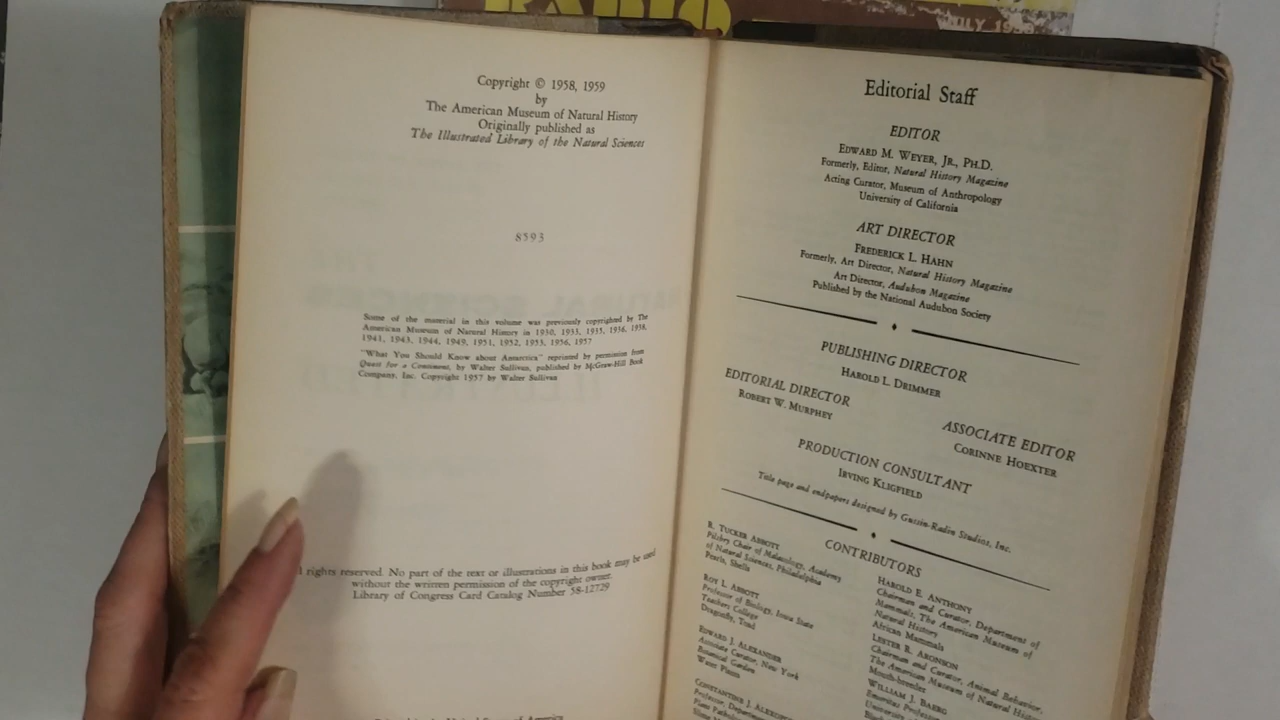 RADIO
JULY
Copyright © 1958, 1959
by
The American Museum of Natural History
Originally published as
The Illustrated Library of the Natural Sciences
8593
Some of the material in this volume was previously copyrighted by The
American Museum of Natural History in 1930, 1933, 1935, 1936, 1938,
1941, 1943, 1944, 1949, 1951, 1952, 1953, 1956, 1957
"What You Should Know about Antarctica" reprinted by permission from
Quest for a Continent, by Walter Sullivan, published by McGraw-Hill Book
Company, Inc. Copyright 1957 by Walter Sullivan
rights reserved. No part of the text or illustrations in this book may be used
without the written permission of the copyright owner.
Library of Congress Card Catalog Number 58-12729
Editorial Staff
EDITOR
EDWARD M. WEYER, JR., PH.D.
Formerly, Editor, Natural History Magazine
Acting Curator, Museum of Anthropology
University of California
ART DIRECTOR
FREDERICK L. HAHN
Formerly, Art Director, Natural History Magazine
Art Director, Audubon Magazine
Published by the National Audubon Society
PUBLISHING DIRECTOR
HAROLD L. DRIMMER
EDITORIAL DIRECTOR
ROBERT W. MURPHEY
ASSOCIATE EDITOR
CORINNE HOEXTER
PRODUCTION CONSULTANT
IRVING KLIGFIELD
Title page and endpapers designed by Gussin-Radin Studios, Inc.
CONTRIBUTORS
R. TUCKER ABBOTT
Pilsbry Chair of Malacology, Academy
of Natural Sciences, Philadelphia
Pearls, Shells
ROY L. ABBOTT
Professor of Biology, Iowa State
Teachers College
Dragonfly, Toad
EDWARD J. ALEXANDER
Associate Curator, New York
Botanical Garden
Water Plants
CONSTANTINE J.
Professor, Department
HAROLD E. ANTHONY
Chairman and Curator, Department of
Mammals, The American Museum of
Natural History
African Mammals
LESTER R. ARONSON
Chairman and Curator, Animal Behavior,
The American Museum of Natural
Mouth-breeder
WILLIAM J. BAERG
Emeritus Professor
University